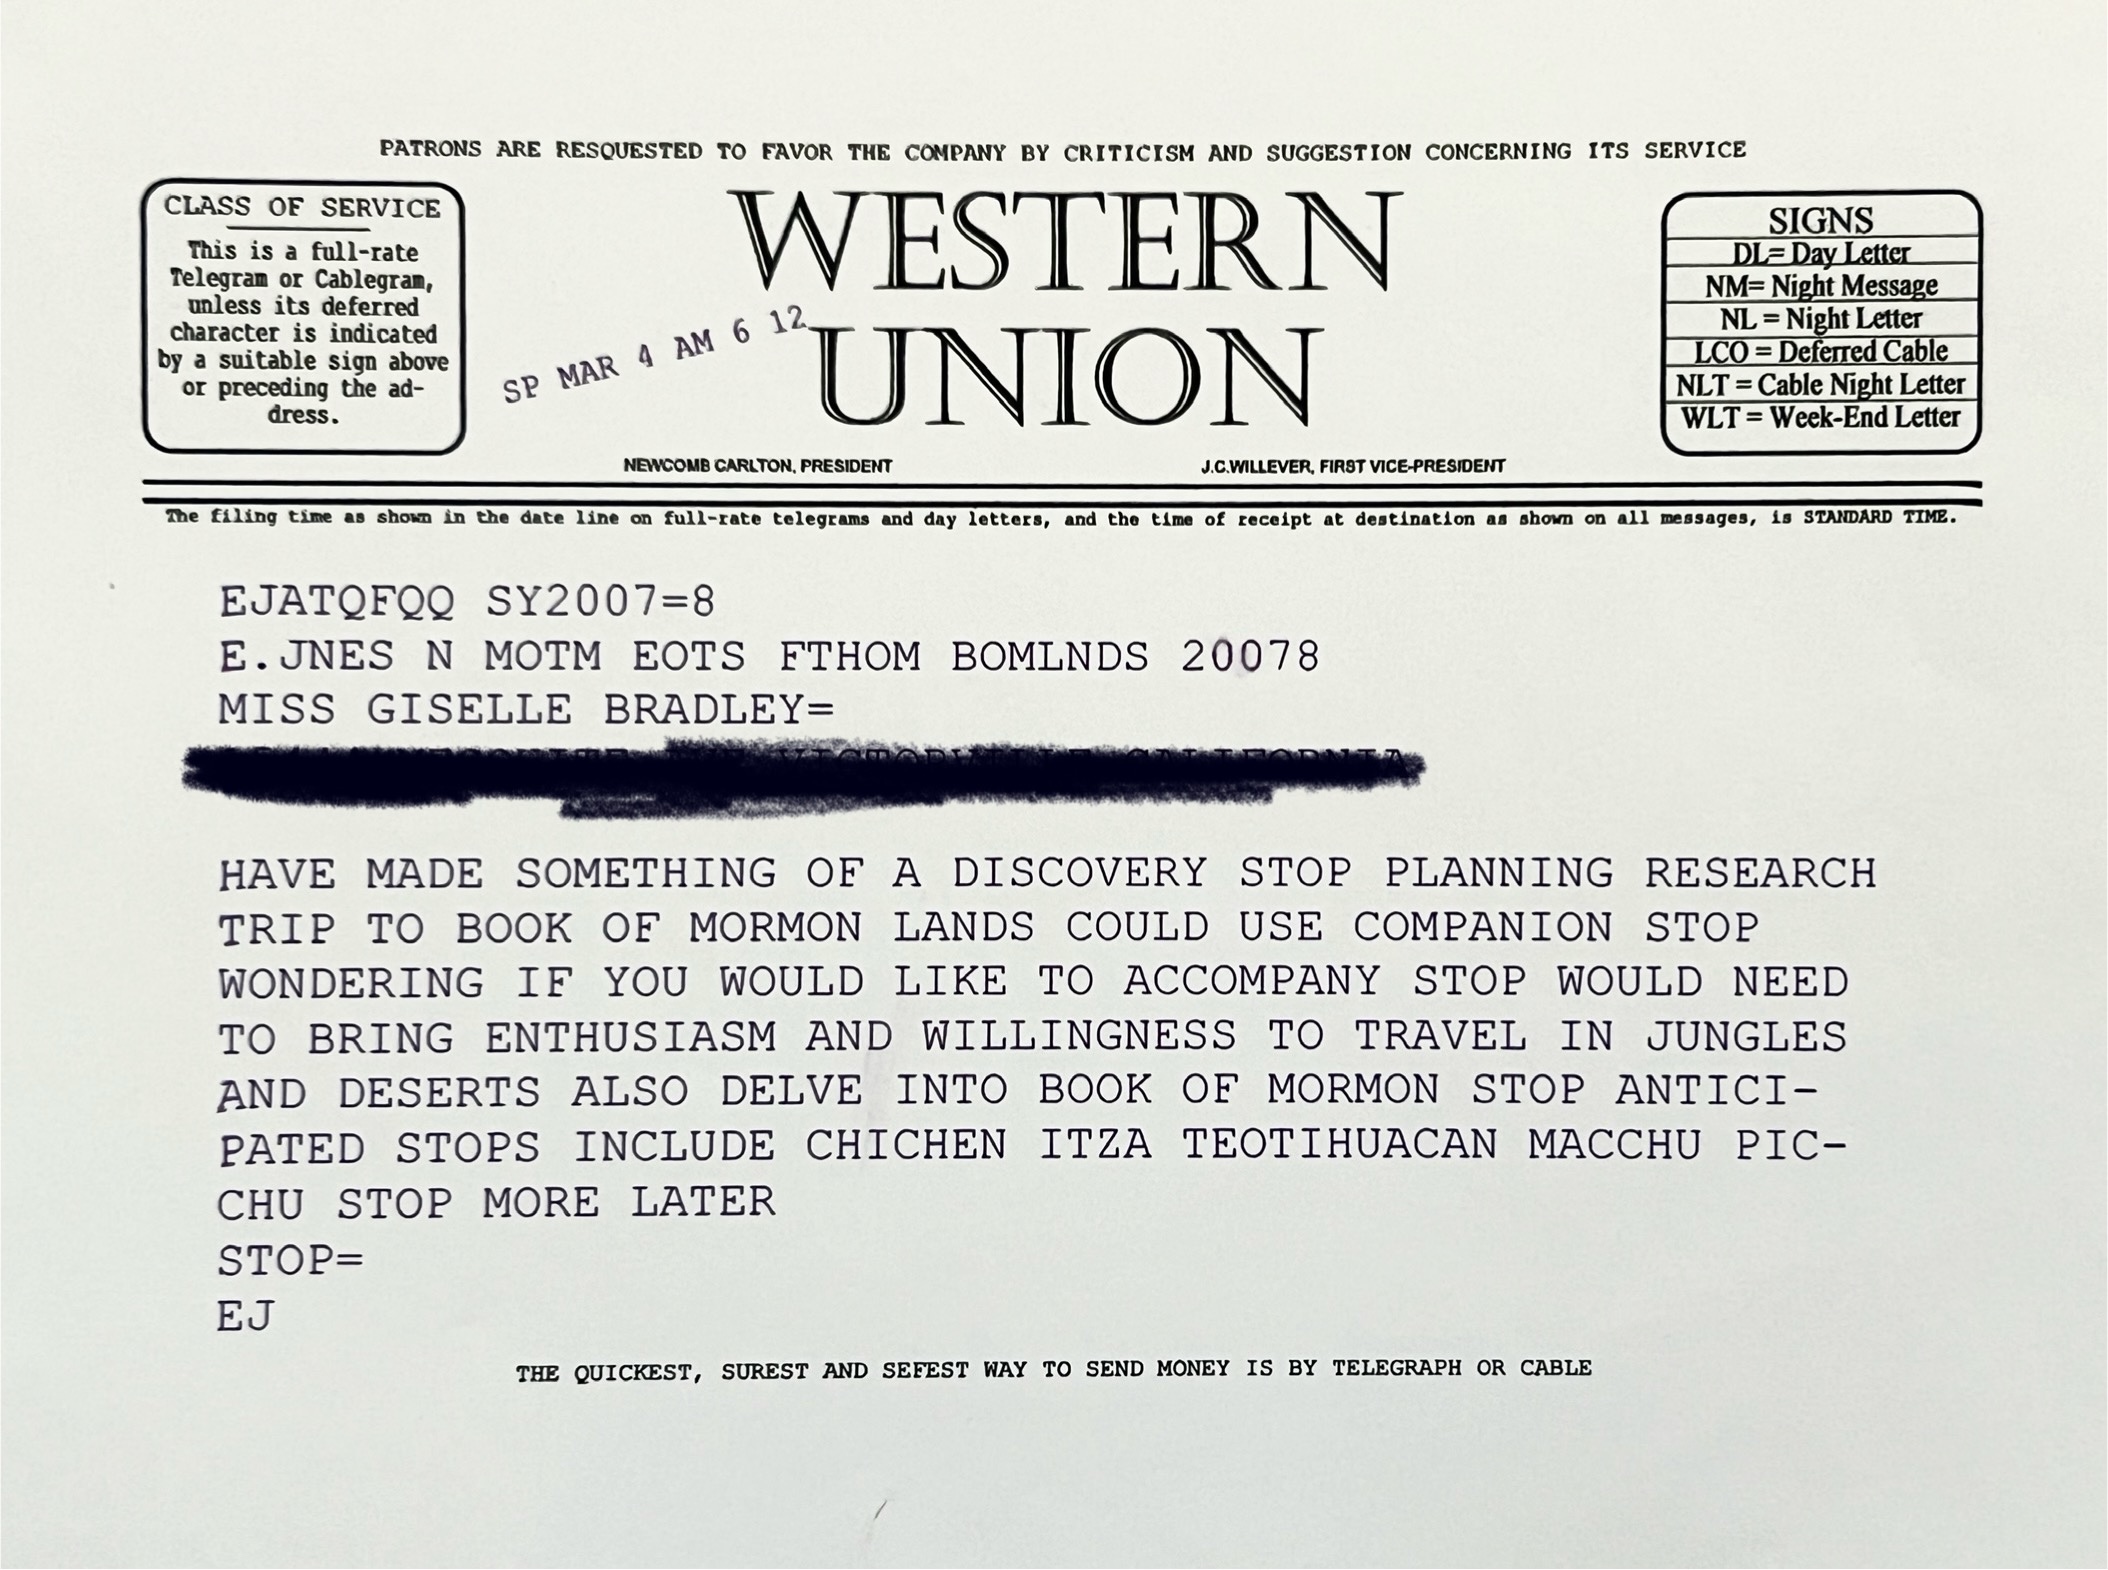 PATRONS ARE RESQUESTED TO FAVOR THE COMPANY BY CRITICISM AND SUGGESTION CONCERNING ITS SERVICE
CLASS OF SERVICE
This is a full-rate
Telegram or Cablegram,
unless its deferred
character is indicated
by a suitable sign above
or preceding the ad-
dress.
WESTERN
UNION
SP MAR 4 AM 6 12
SIGNS
DL= Day Letter
NM= Night Message
NL = Night Letter
LCO = Deferred Cable
NLT = Cable Night Letter
WLT = Week-End Letter
NEWCOMB CARLTON, PRESIDENT
J.C.WILLEVER, FIRST VICE-PRESIDENT
The filing time as shown in the date line on full-rate telegrams and day letters, and the time of receipt at destination as shown on all messages, is STANDARD TIME.
EJATQFQQ SY2007=8
E.JNES N MOTM EOTS FTHOM BOMLNDS 20078
MISS GISELLE BRADLEY=
HAVE MADE SOMETHING OF A DISCOVERY STOP PLANNING RESEARCH
TRIP TO BOOK OF MORMON LANDS COULD USE COMPANION STOP
WONDERING IF YOU WOULD LIKE TO ACCOMPANY STOP WOULD NEED
TO BRING ENTHUSIASM AND WILLINGNESS TO TRAVEL IN JUNGLES
AND DESERTS ALSO DELVE INTO BOOK OF MORMON STOP ANTICI-
PATED STOPS INCLUDE CHICHEN ITZA TEOTIHUACAN MACCHU PIC-
CHU STOP MORE LATER
STOP=
EJ
THE QUICKEST, SUREST AND SEFEST WAY TO SEND MONEY IS BY TELEGRAPH OR CABLE